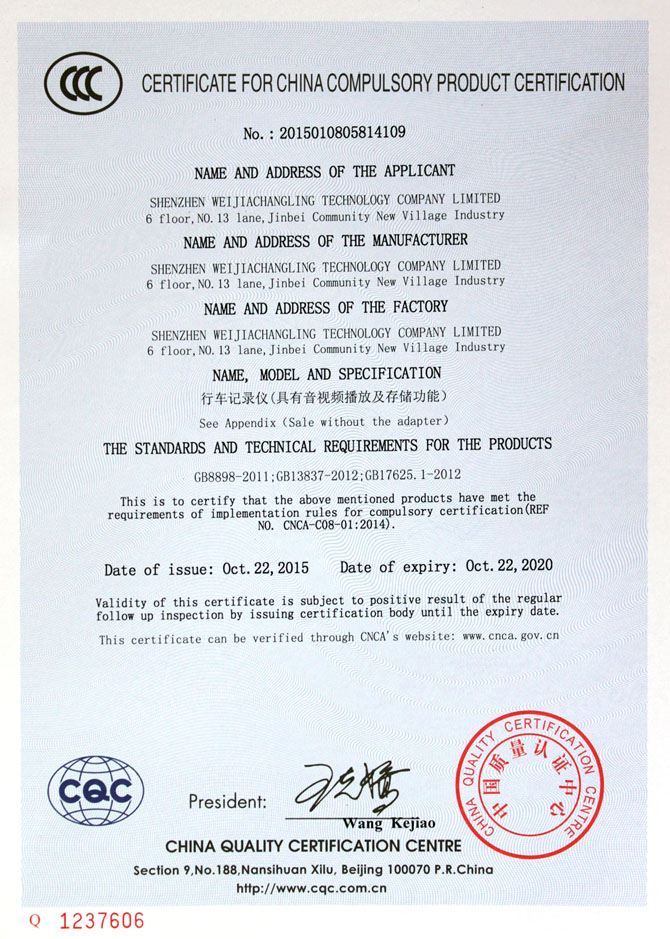 CCC
CERTIFICATE FOR CHINA COMPULSORY PRODUCT CERTIFICATION
No.: 2015010805814109
NAME AND ADDRESS OF THE APPLICANT
SHENZHEN WEIJIACHANGLING TECHNOLOGY COMPANY LIMITED
6 floor, NO. 13 lane, Jinbei Community New Village Industry
NAME AND ADDRESS OF THE MANUFACTURER
SHENZHEN WEIJIACHANGLING TECHNOLOGY COMPANY LIMITED
6 floor, NO. 13 lane, Jinbei Community New Village Industry
NAME AND ADDRESS OF THE FACTORY
SHENZHEN WEIJIACHANGLING TECHNOLOGY COMPANY LIMITED
6 floor, NO. 13 lane, Jinbei Community New Village Industry
NAME, MODEL AND SPECIFICATION
行车记录仪(具有音视频播放及存储功能)
See Appendix (Sale without the adapter)
THE STANDARDS AND TECHNICAL REQUIREMENTS FOR THE PRODUCTS
GB8898-2011;GB13837-2012;GB17625.1-2012
This is to certify that the above mentioned products have met the
requirements of implementation rules for compulsory certification(REF
NO. CNCA-C08-01:2014).
Date of issue: Oct. 22, 2015 Date of expiry: Oct. 22, 2020
Validity of this certificate is subject to positive result of the regular
follow up inspection by issuing certification body until the expiry date.
This certificate can be verified through CNCA's website: www.cnca.gov.cn
CHINA QUALITY CERTIFICATION CENTRE
中国质量认证中心
CQC
President:
Wang Kejiao
CHINA QUALITY CERTIFICATION CENTRE
Section 9, No.188, Nansihuan Xilu, Beijing 100070 P.R.China
http://www.cqc.com.cn
Q 1237606